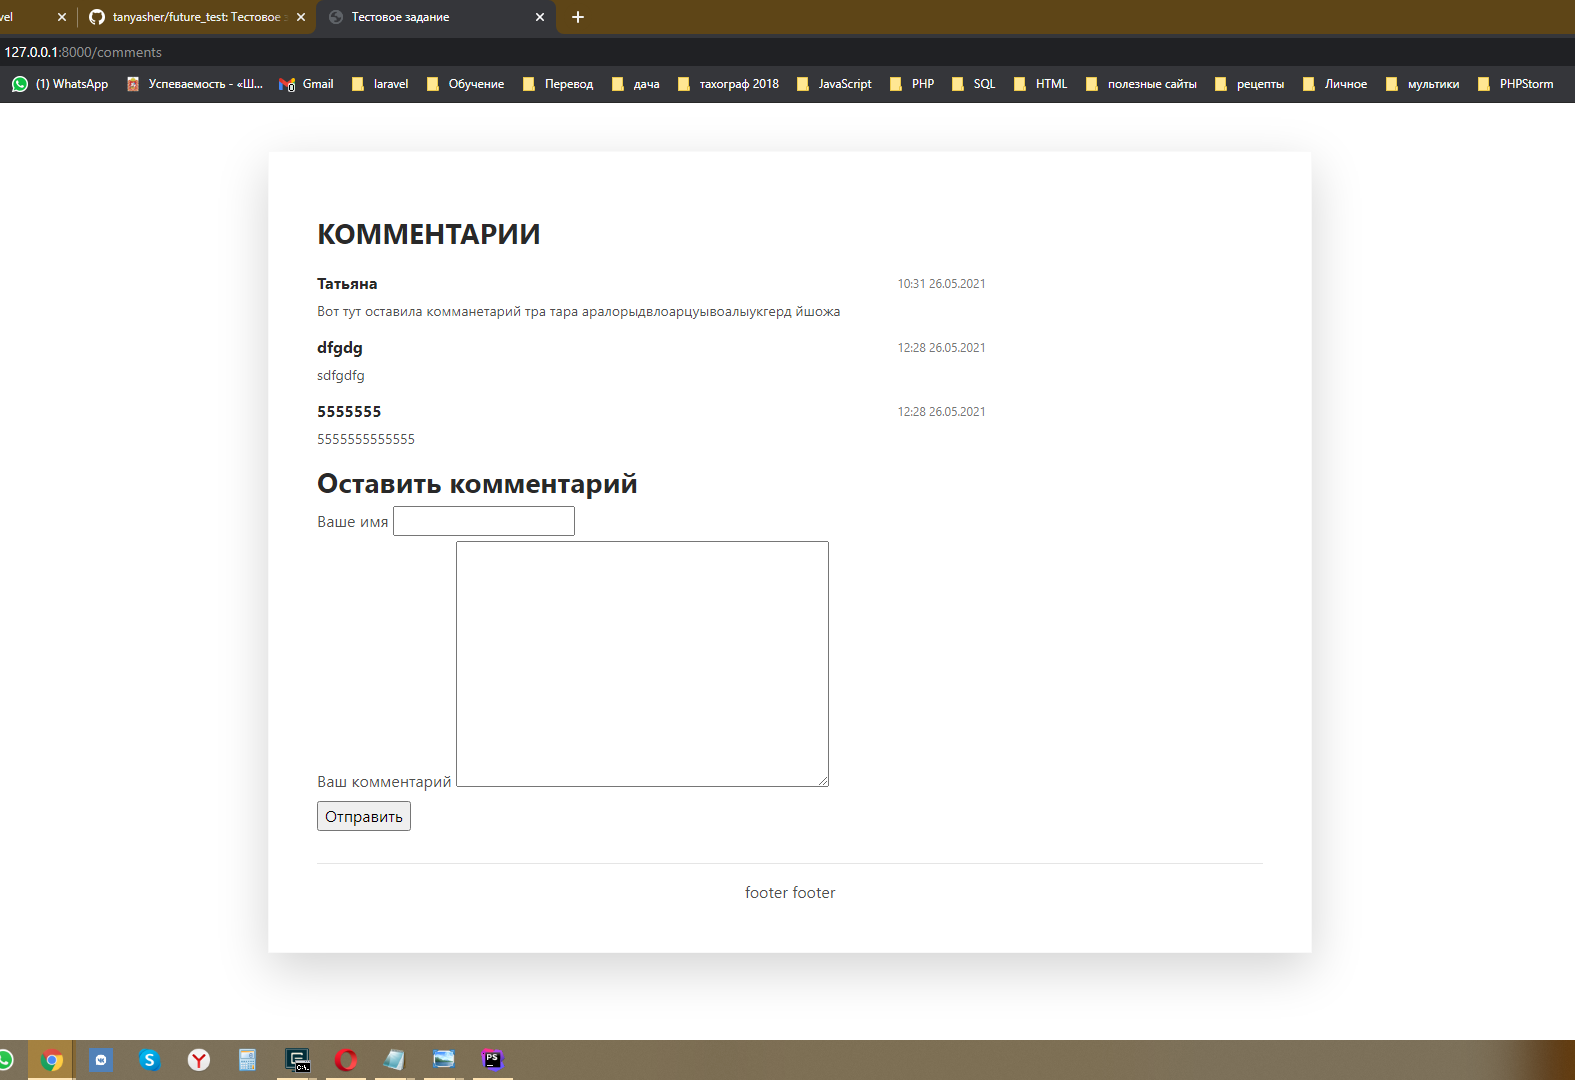 vel
tanyasher/future_test: Тестовое з
Тестовое задание
127.0.0.1:8000/comments
(1) WhatsApp
Успеваемость - «Ш...
Gmail
laravel
Обучение
Перевод
дача
тахограф 2018
JavaScript
PHP
SQL
HTML
полезные сайты
рецепты
Личное
мультики
PHPStorm
КОММЕНТАРИИ
Татьяна
10:31 26.05.2021
Вот тут оставила комманетарий тра тара аралорыдвлоарцуывоалыукгерд йшожа
dfgdg
12:28 26.05.2021
sdfgdfg
5555555
12:28 26.05.2021
5555555555555
Оставить комментарий
Ваше имя
Ваш комментарий
Отправить
footer footer